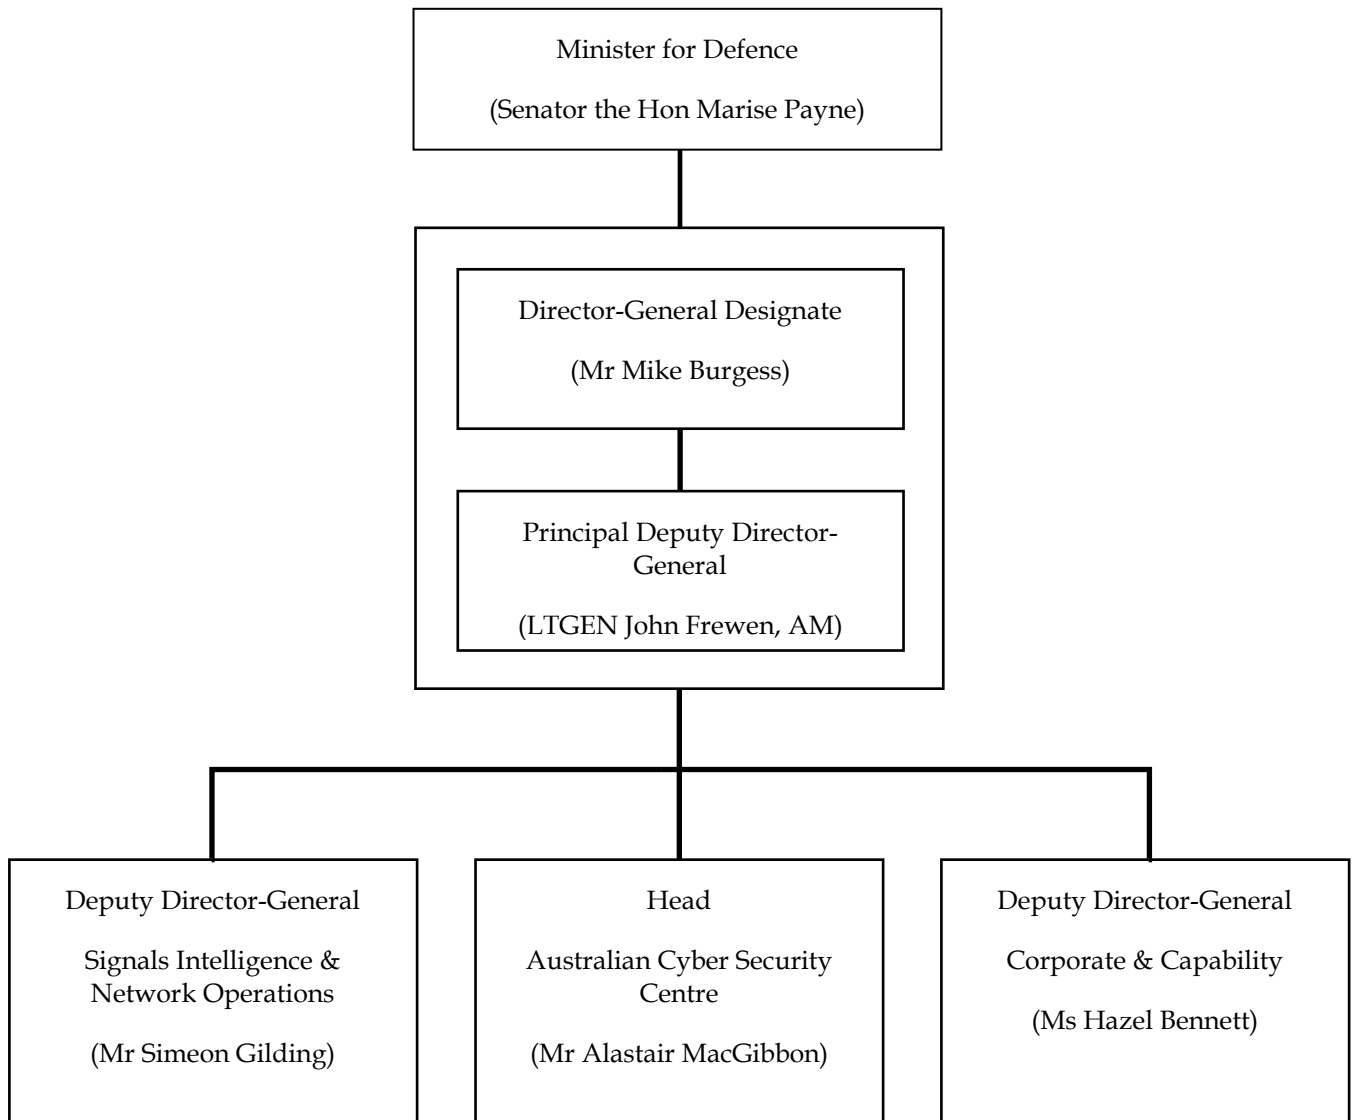 Minister for Defence
(Senator the Hon Marise Payne)
Director-General Designate
(Mr Mike Burgess)
Principal Deputy Director-
General
(LTGEN John Frewen, AM)
Deputy Director-General
Signals Intelligence &
Network Operations
(Mr Simeon Gilding)
Head
Australian Cyber Security
Centre
(Mr Alastair MacGibbon)
Deputy Director-General
Corporate & Capability
(Ms Hazel Bennett)